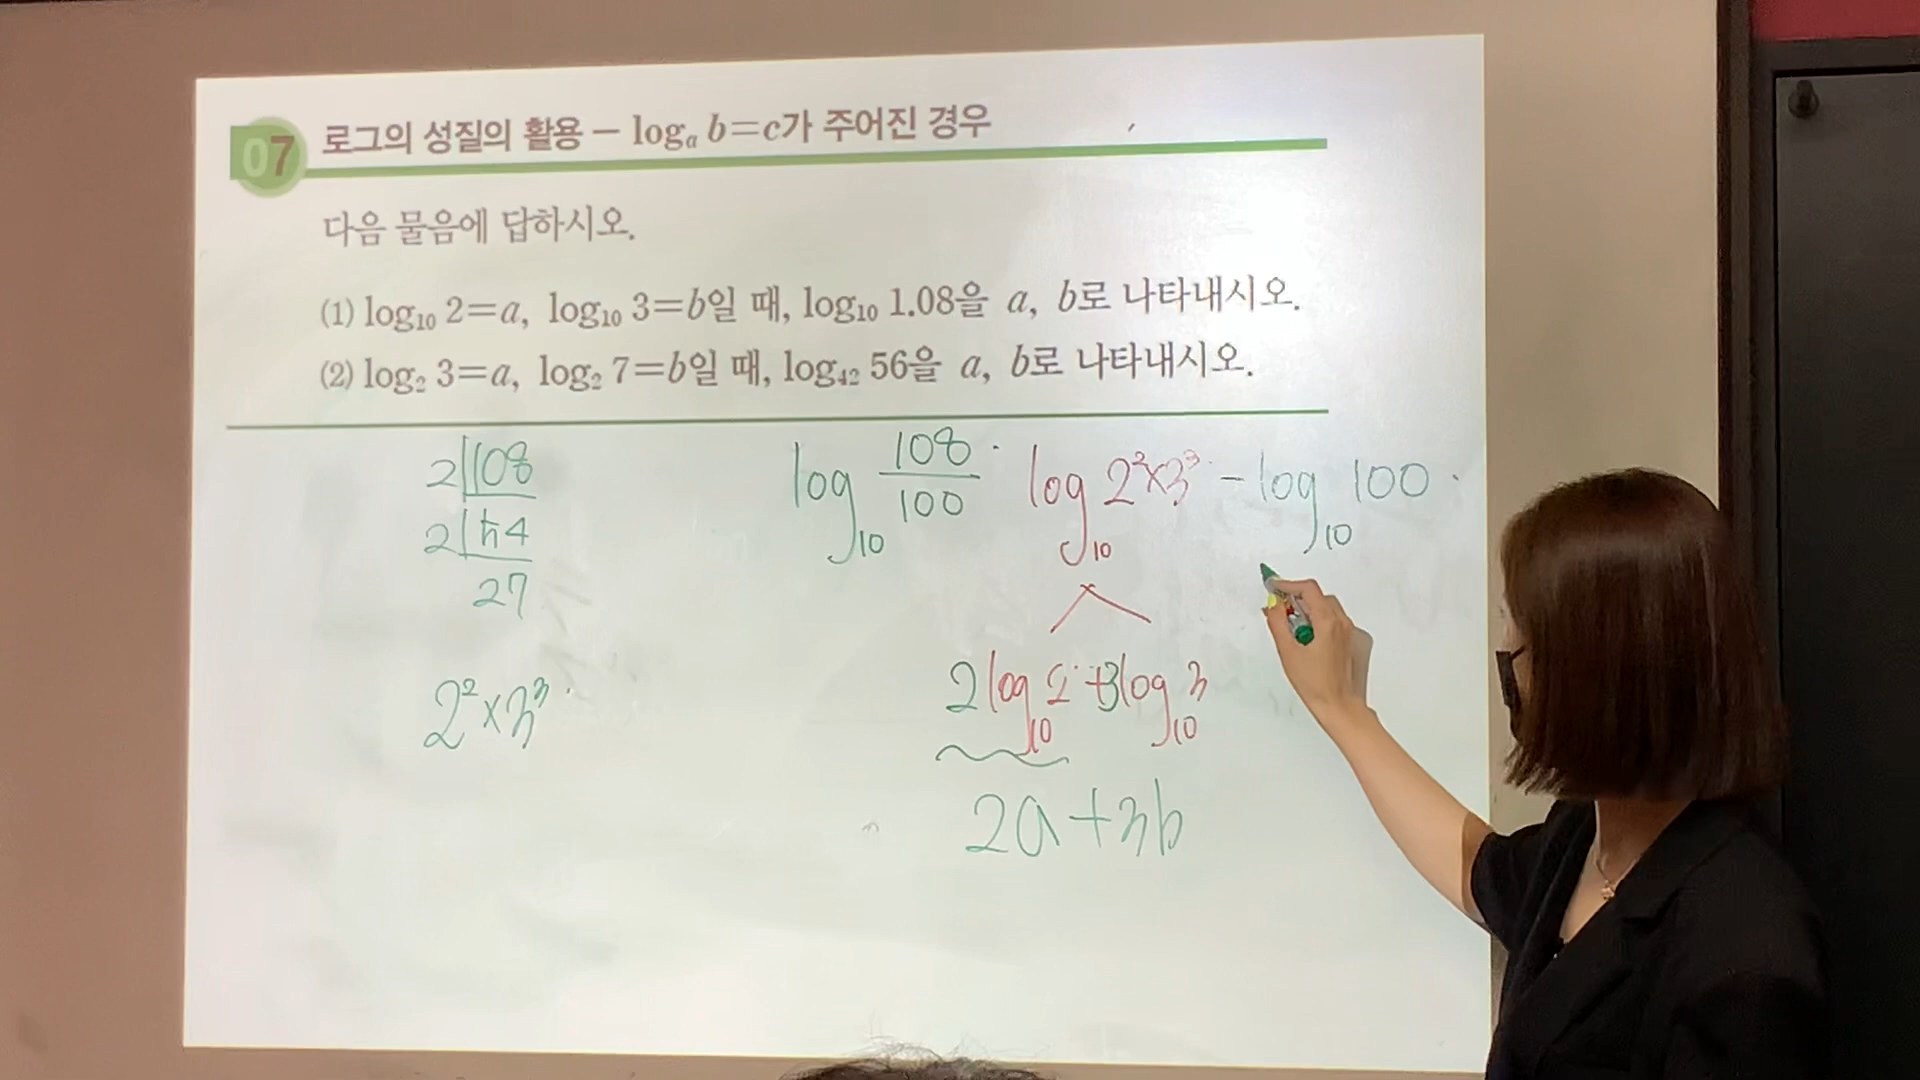 07 로그의 성질의 활용 – logₐ b=c가 주어진 경우
다음 물음에 답하시오.
(1) log₁₀ 2=a, log₁₀ 3=b일 때, log₁₀ 1.08을 a, b로 나타내시오.
(2) log₂ 3=a, log₂ 7=b일 때, log₄₂ 56을 a, b로 나타내시오.
2|108
2|54
27
2²×3³
log₁₀ 108/100
log₁₀ 2²×3³ – log₁₀ 100
2log₁₀ 2 + 3log₁₀ 3
2a+3b